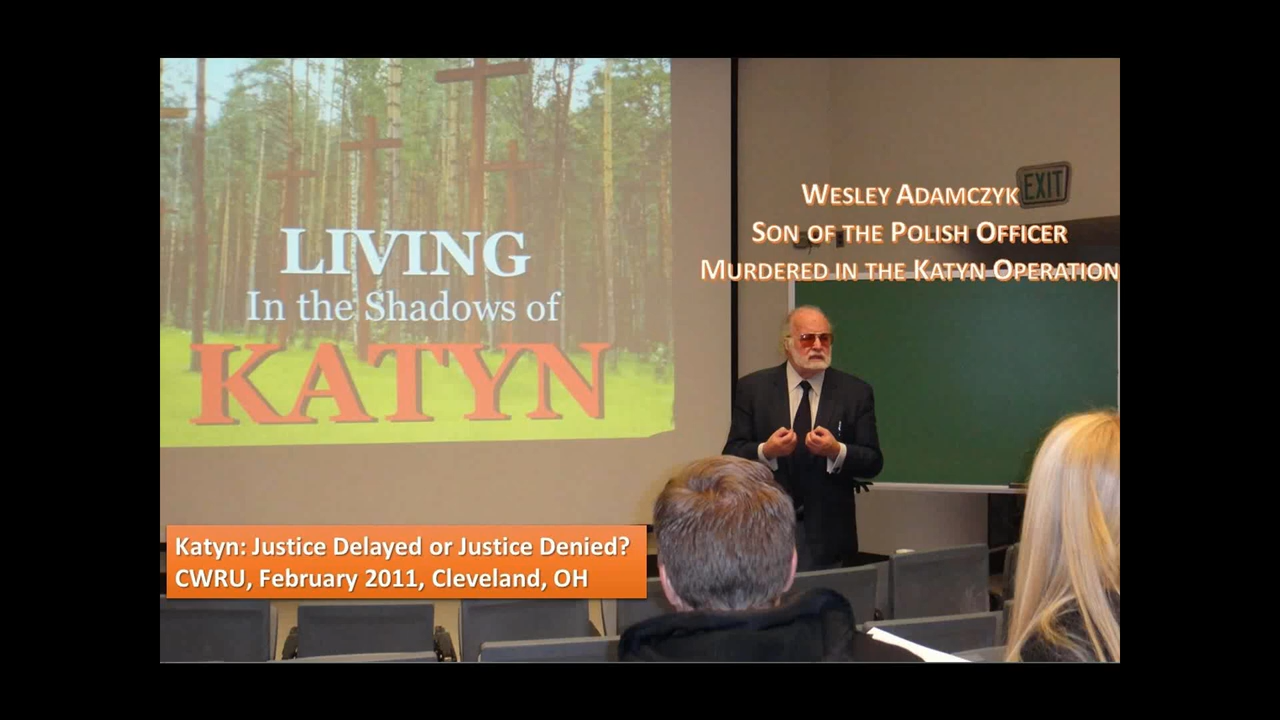 LIVING
In the Shadows of
KATYN
EXIT
WESLEY ADAMCZYK
SON OF THE POLISH OFFICER
MURDERED IN THE KATYN OPERATION
Katyn: Justice Delayed or Justice Denied?
CWRU, February 2011, Cleveland, OH